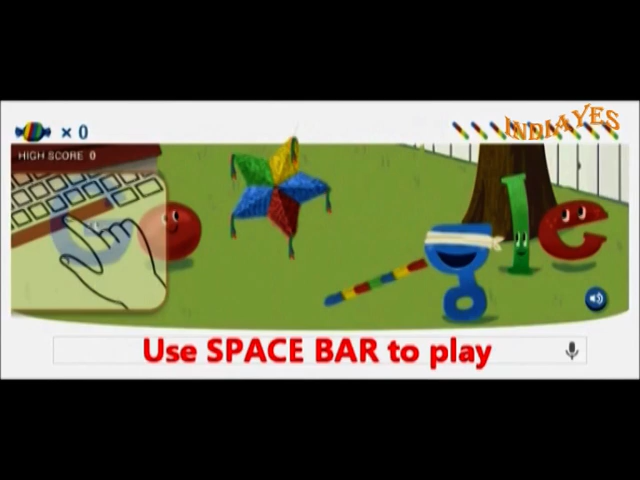 × 0
INDIAYES
HIGH SCORE 0
G o g l e
Use SPACE BAR to play